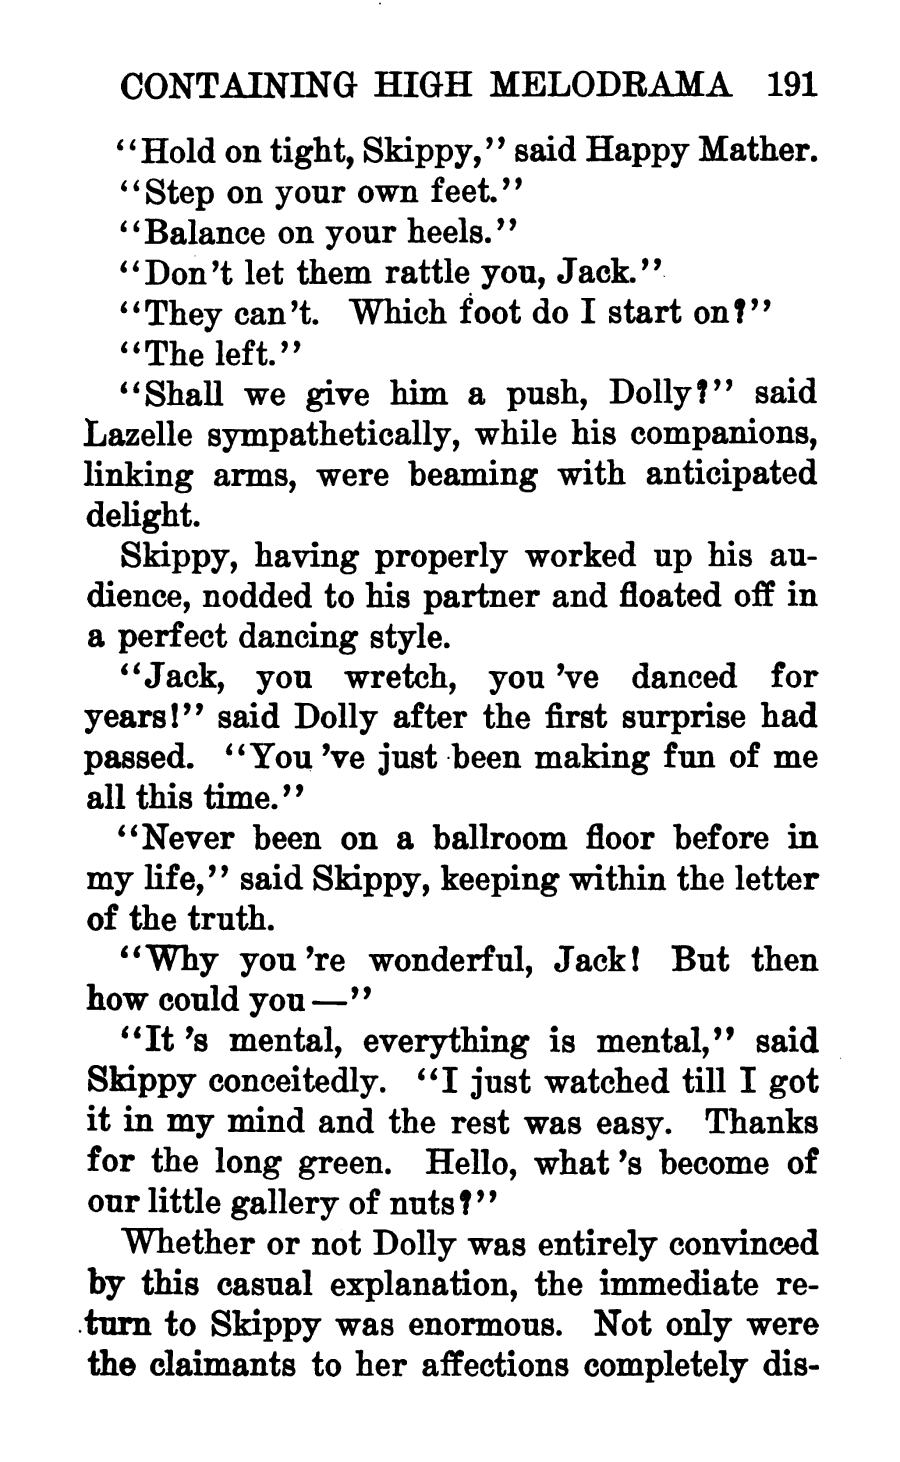 CONTAINING HIGH MELODRAMA 191
“Hold on tight, Skippy,” said Happy Mather.
“Step on your own feet.”
“Balance on your heels.”
“Don’t let them rattle you, Jack.”
“They can’t. Which foot do I start on?”
“The left.”
“Shall we give him a push, Dolly?” said
Lazelle sympathetically, while his companions,
linking arms, were beaming with anticipated
delight.
Skippy, having properly worked up his au-
dience, nodded to his partner and floated off in
a perfect dancing style.
“Jack, you wretch, you ’ve danced for
years!” said Dolly after the first surprise had
passed. “You ’ve just been making fun of me
all this time.”
“Never been on a ballroom floor before in
my life,” said Skippy, keeping within the letter
of the truth.
“Why you ’re wonderful, Jack! But then
how could you —”
“It ’s mental, everything is mental,” said
Skippy conceitedly. “I just watched till I got
it in my mind and the rest was easy. Thanks
for the long green. Hello, what ’s become of
our little gallery of nuts?”
Whether or not Dolly was entirely convinced
by this casual explanation, the immediate re-
turn to Skippy was enormous. Not only were
the claimants to her affections completely dis-